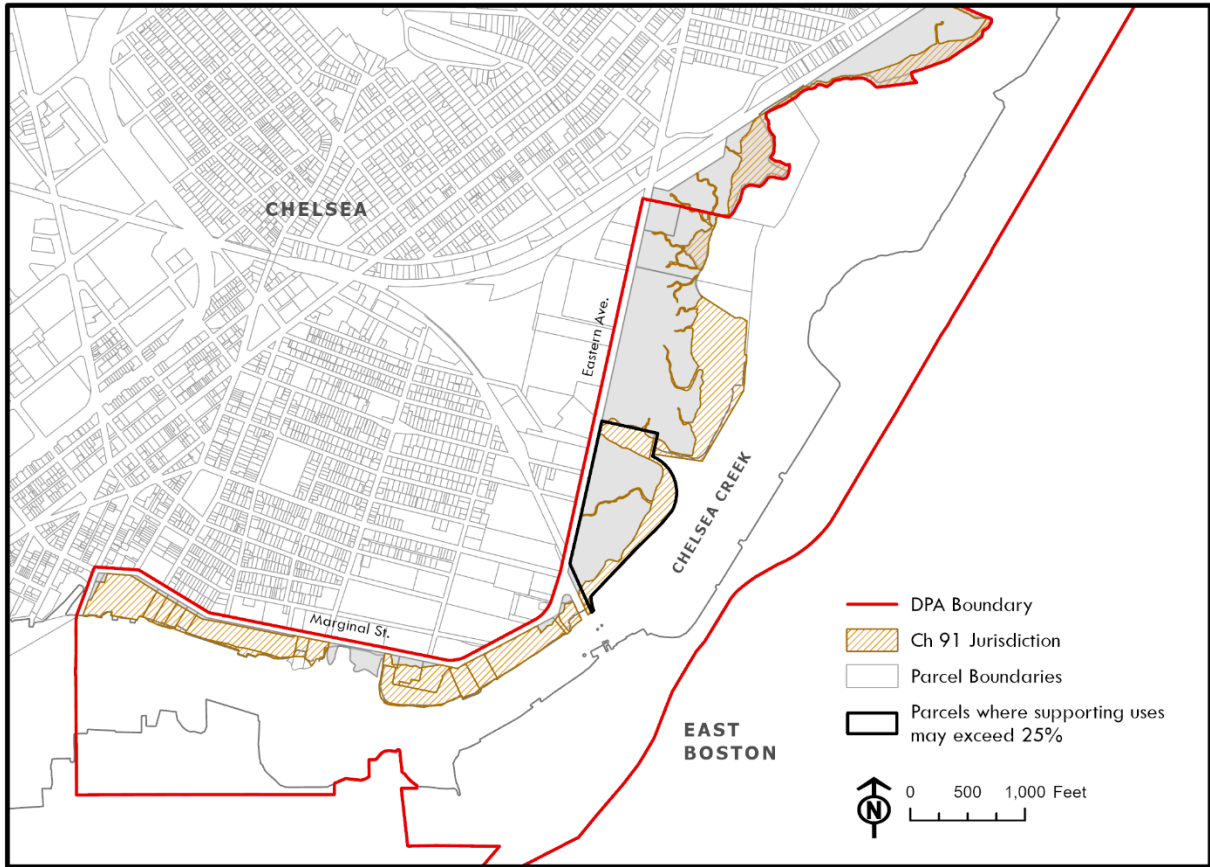 CHELSEA
Eastern Ave.
CHELSEA CREEK
Marginal St.
EAST
BOSTON
DPA Boundary
Ch 91 Jurisdiction
Parcel Boundaries
Parcels where supporting uses
may exceed 25%
N
0 500 1,000 Feet